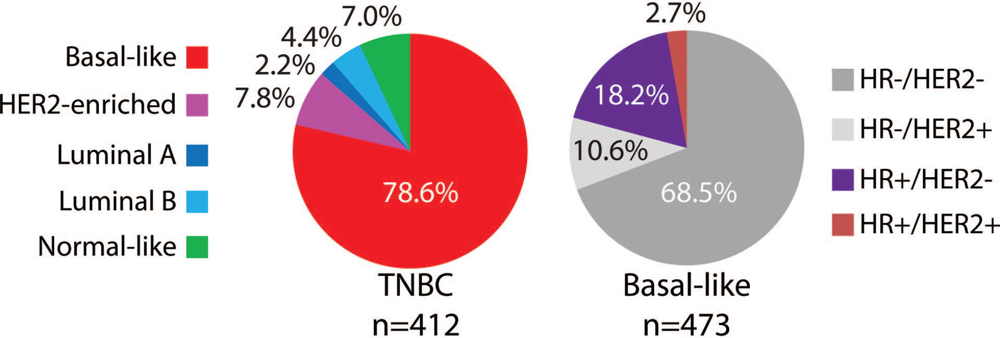 Basal-like
HER2-enriched
Luminal A
Luminal B
Normal-like
7.0%
4.4%
2.2%
7.8%
78.6%
TNBC
n=412
2.7%
18.2%
10.6%
68.5%
Basal-like
n=473
HR-/HER2-
HR-/HER2+
HR+/HER2-
HR+/HER2+